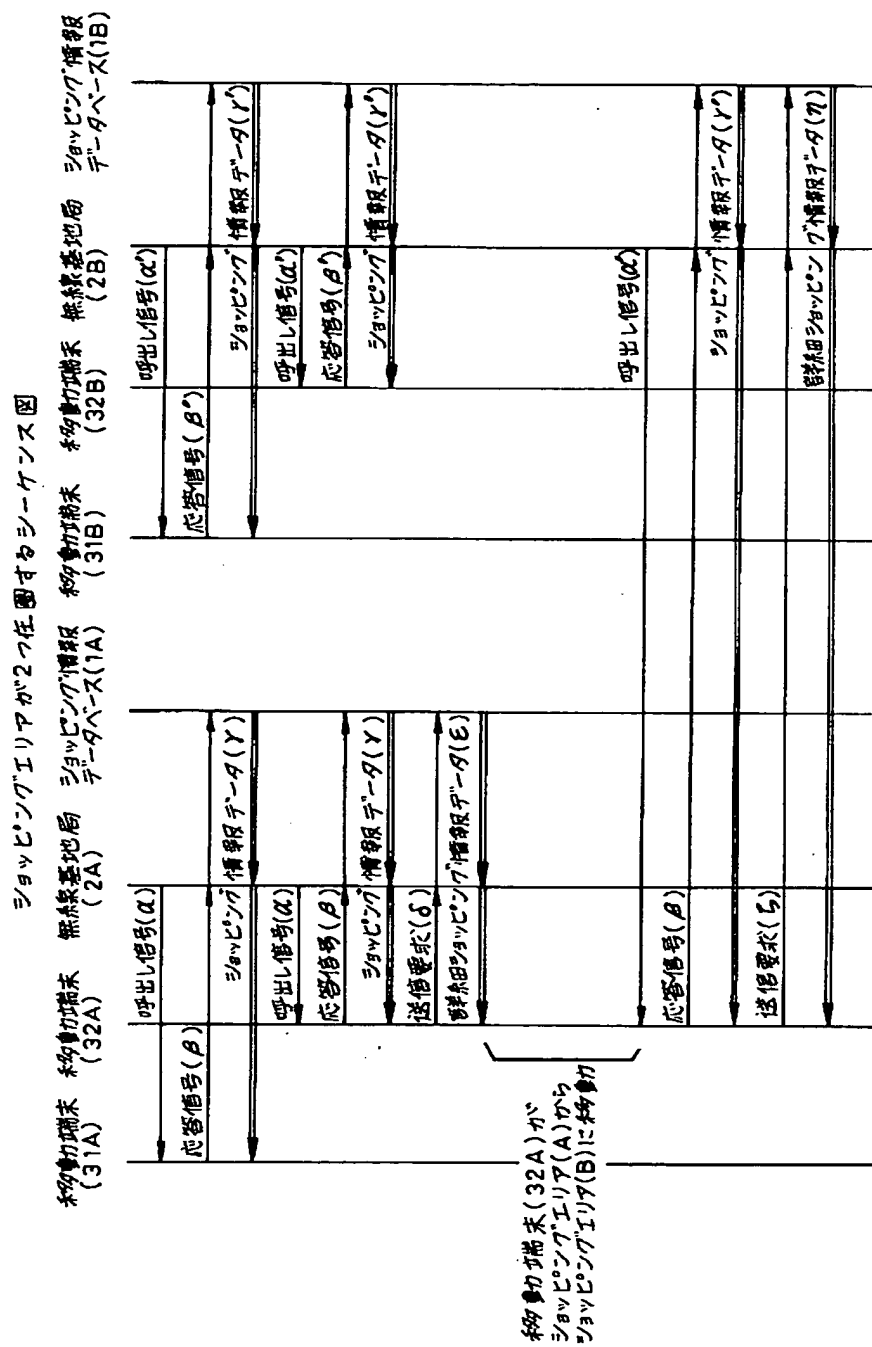 ショッピングエリアが2つ在圏するシーケンス図
移動端末
(31A)
移動端末
(32A)
無線基地局
(2A)
ショッピング情報
データベース(1A)
移動端末
(31B)
移動端末
(32B)
無線基地局
(2B)
ショッピング情報
データベース(1B)
呼出し信号(α)
応答信号(β)
ショッピング情報データ(γ)
呼出し信号(α)
応答信号(β)
ショッピング情報データ(γ)
送信要求(δ)
詳細ショッピング情報データ(ε)
呼出し信号(α')
応答信号(β')
ショッピング情報データ(γ')
呼出し信号(α')
応答信号(β')
ショッピング情報データ(γ')
移動端末(32A)が
ショッピングエリア(A)から
ショッピングエリア(B)に移動
呼出し信号(α')
応答信号(β)
ショッピング情報データ(γ')
送信要求(ζ)
詳細ショッピング情報データ(η)